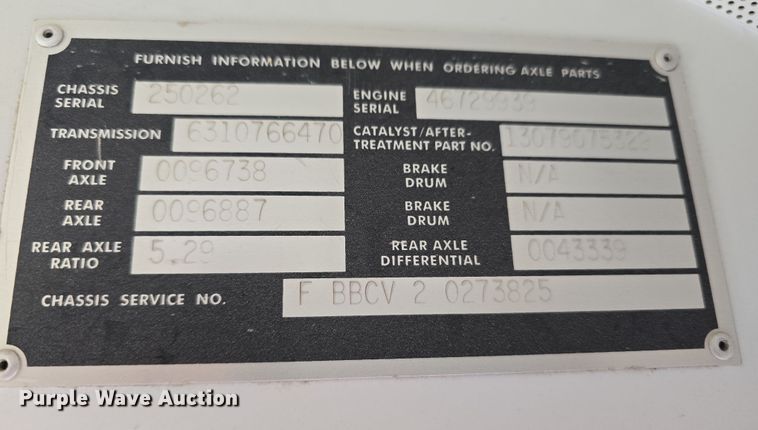 FURNISH INFORMATION BELOW WHEN ORDERING AXLE PARTS
CHASSIS SERIAL 250262 ENGINE SERIAL 46729939
TRANSMISSION 6310766470 CATALYST/AFTER-TREATMENT PART NO. 13079075329
FRONT AXLE 0096738 BRAKE DRUM N/A
REAR AXLE 0096887 BRAKE DRUM N/A
REAR AXLE RATIO 5.29 REAR AXLE DIFFERENTIAL 0043339
CHASSIS SERVICE NO. F BBCV 2 0273825
Purple Wave Auction